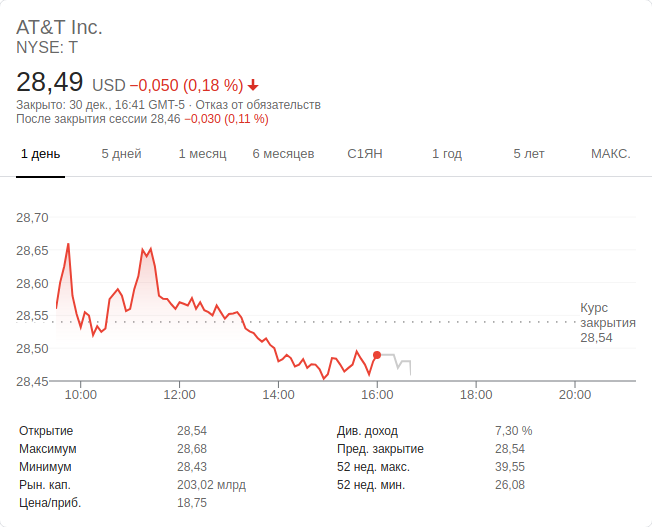 AT&T Inc.
NYSE: T
28,49 USD −0,050 (0,18 %)
Закрыто: 30 дек., 16:41 GMT-5 · Отказ от обязательств
После закрытия сессии 28,46 −0,030 (0,11 %)
1 день 5 дней 1 месяц 6 месяцев С1ЯН 1 год 5 лет МАКС.
28,70
28,65
28,60
28,55
28,50
28,45
Курс
закрытия
28,54
10:00 12:00 14:00 16:00 18:00 20:00
Открытие 28,54 Див. доход 7,30 %
Максимум 28,68 Пред. закрытие 28,54
Минимум 28,43 52 нед. макс. 39,55
Рын. кап. 203,02 млрд 52 нед. мин. 26,08
Цена/приб. 18,75